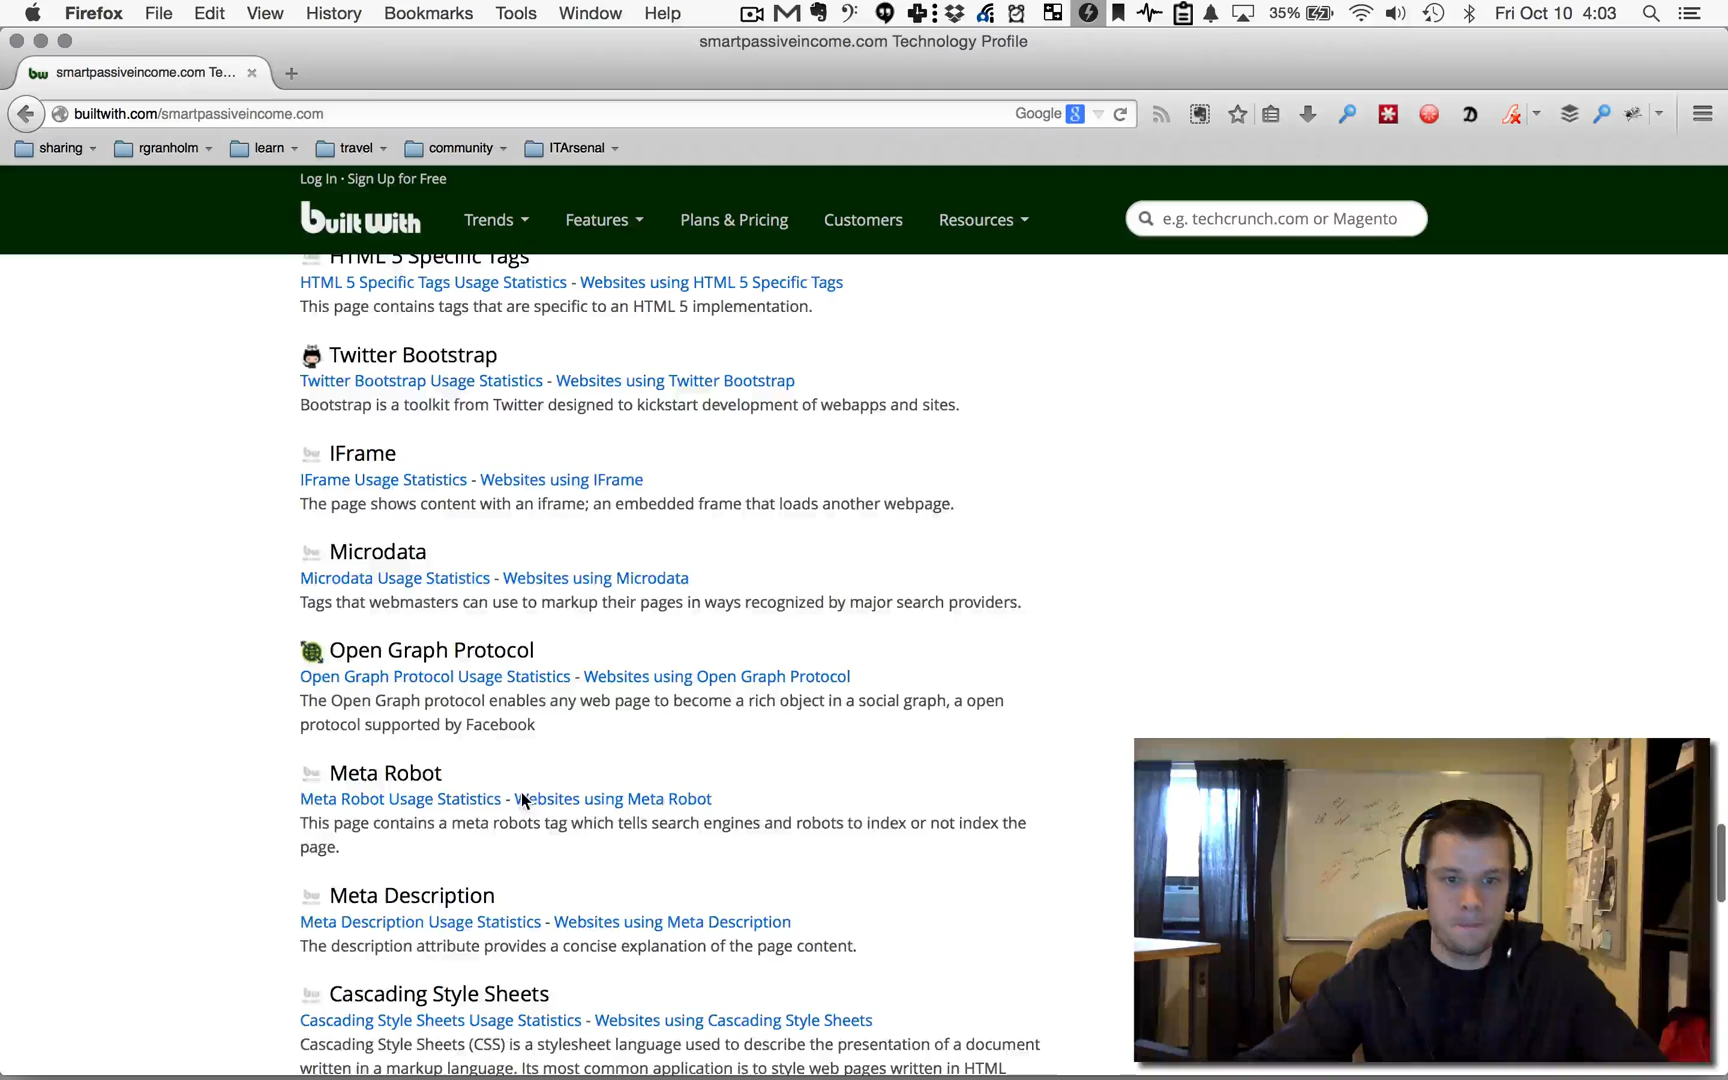 Firefox File Edit View History Bookmarks Tools Window Help 35% Fri Oct 10 4:03
smartpassiveincome.com Technology Profile
bw smartpassiveincome.com Te...
builtwith.com/smartpassiveincome.com Google 8
sharing rgranholm learn travel community ITArsenal
Log In · Sign Up for Free
built with Trends Features Plans & Pricing Customers Resources e.g. techcrunch.com or Magento
HTML 5 Specific Tags
HTML 5 Specific Tags Usage Statistics - Websites using HTML 5 Specific Tags
This page contains tags that are specific to an HTML 5 implementation.
Twitter Bootstrap
Twitter Bootstrap Usage Statistics - Websites using Twitter Bootstrap
Bootstrap is a toolkit from Twitter designed to kickstart development of webapps and sites.
bw IFrame
IFrame Usage Statistics - Websites using IFrame
The page shows content with an iframe; an embedded frame that loads another webpage.
bw Microdata
Microdata Usage Statistics - Websites using Microdata
Tags that webmasters can use to markup their pages in ways recognized by major search providers.
Open Graph Protocol
Open Graph Protocol Usage Statistics - Websites using Open Graph Protocol
The Open Graph protocol enables any web page to become a rich object in a social graph, a open
protocol supported by Facebook
bw Meta Robot
Meta Robot Usage Statistics - Websites using Meta Robot
This page contains a meta robots tag which tells search engines and robots to index or not index the
page.
bw Meta Description
Meta Description Usage Statistics - Websites using Meta Description
The description attribute provides a concise explanation of the page content.
bw Cascading Style Sheets
Cascading Style Sheets Usage Statistics - Websites using Cascading Style Sheets
Cascading Style Sheets (CSS) is a stylesheet language used to describe the presentation of a document
written in a markup language. Its most common application is to style web pages written in HTML